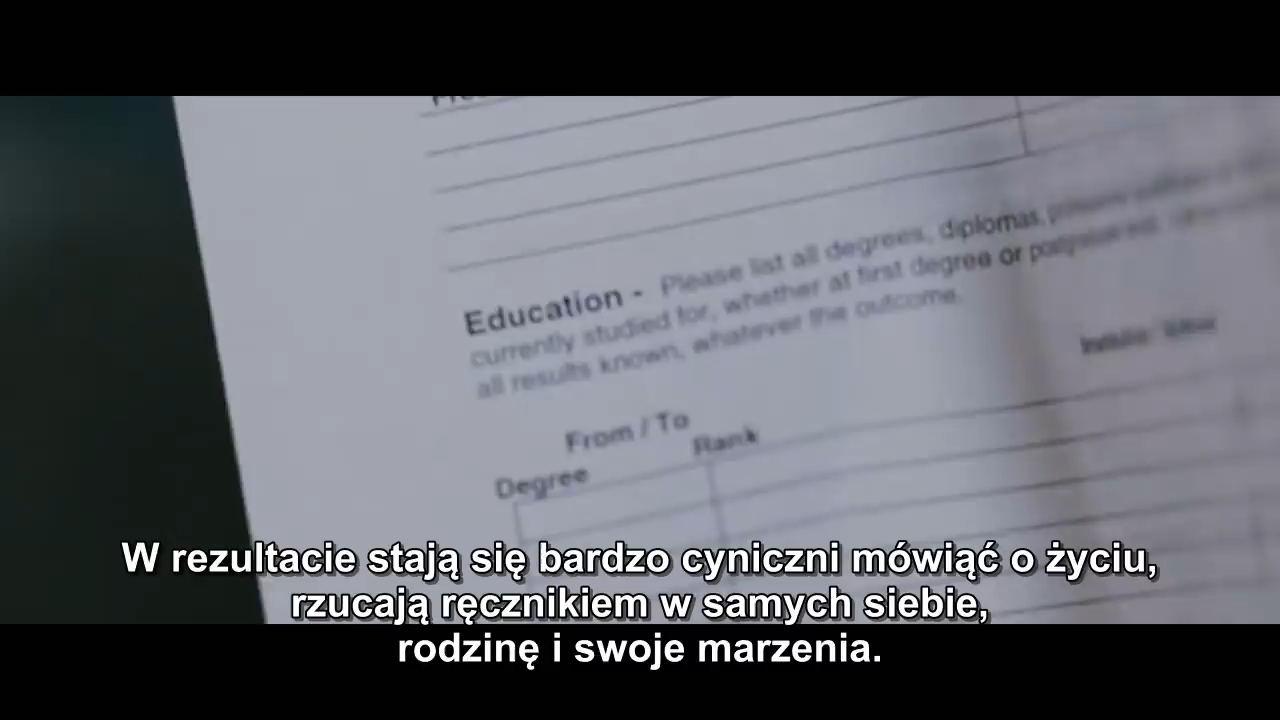 Education - Please list all degrees, diplomas,
currently studied for, whether at first degree or
all results known, whatever the outcome.
From / To
Degree Rank
W rezultacie stają się bardzo cyniczni mówiąć o życiu,
rzucają ręcznikiem w samych siebie,
rodzinę i swoje marzenia.